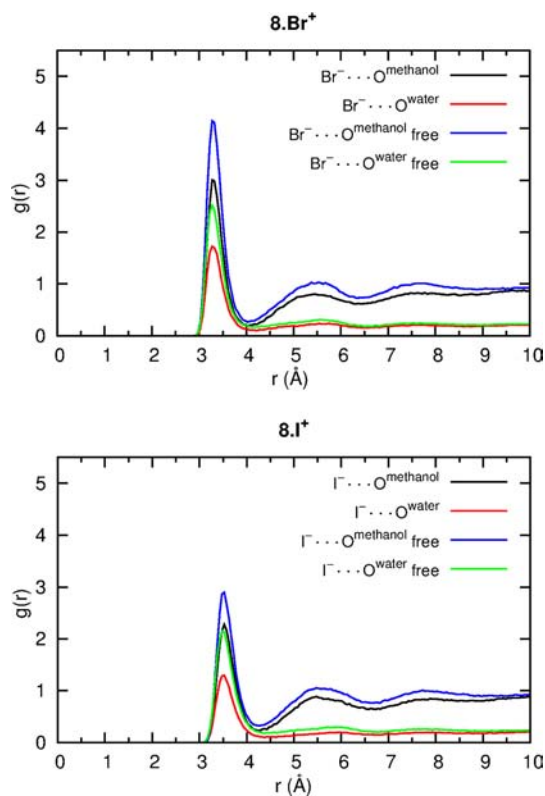 8.Br⁺
Br⁻ · · · O^methanol
Br⁻ · · · O^water
Br⁻ · · · O^methanol free
Br⁻ · · · O^water free
g(r)
5
4
3
2
1
0
0 1 2 3 4 5 6 7 8 9 10
r (Å)
8.I⁺
I⁻ · · · O^methanol
I⁻ · · · O^water
I⁻ · · · O^methanol free
I⁻ · · · O^water free
g(r)
5
4
3
2
1
0
0 1 2 3 4 5 6 7 8 9 10
r (Å)